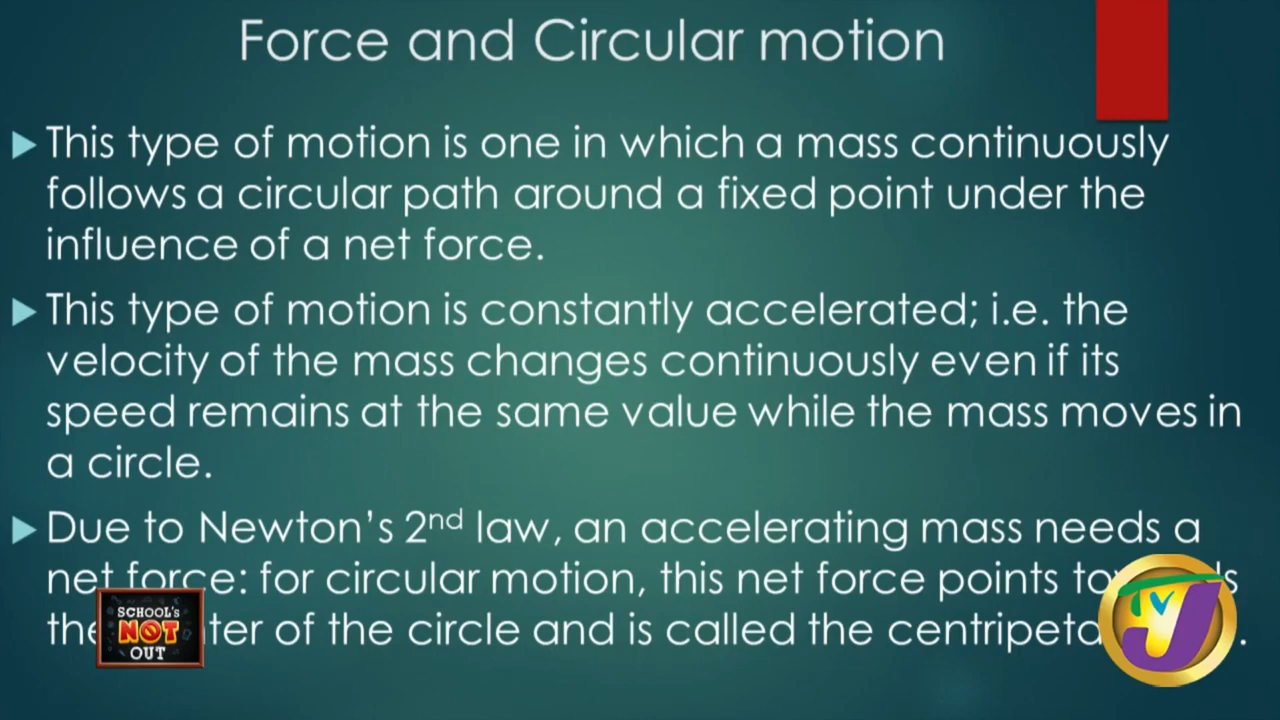 Force and Circular motion
This type of motion is one in which a mass continuously
follows a circular path around a fixed point under the
influence of a net force.
This type of motion is constantly accelerated; i.e. the
velocity of the mass changes continuously even if its
speed remains at the same value while the mass moves in
a circle.
Due to Newton's 2nd law, an accelerating mass needs a
net force: for circular motion, this net force points
of the circle and is called the
SCHOOL's
NOT
OUT
TVJ